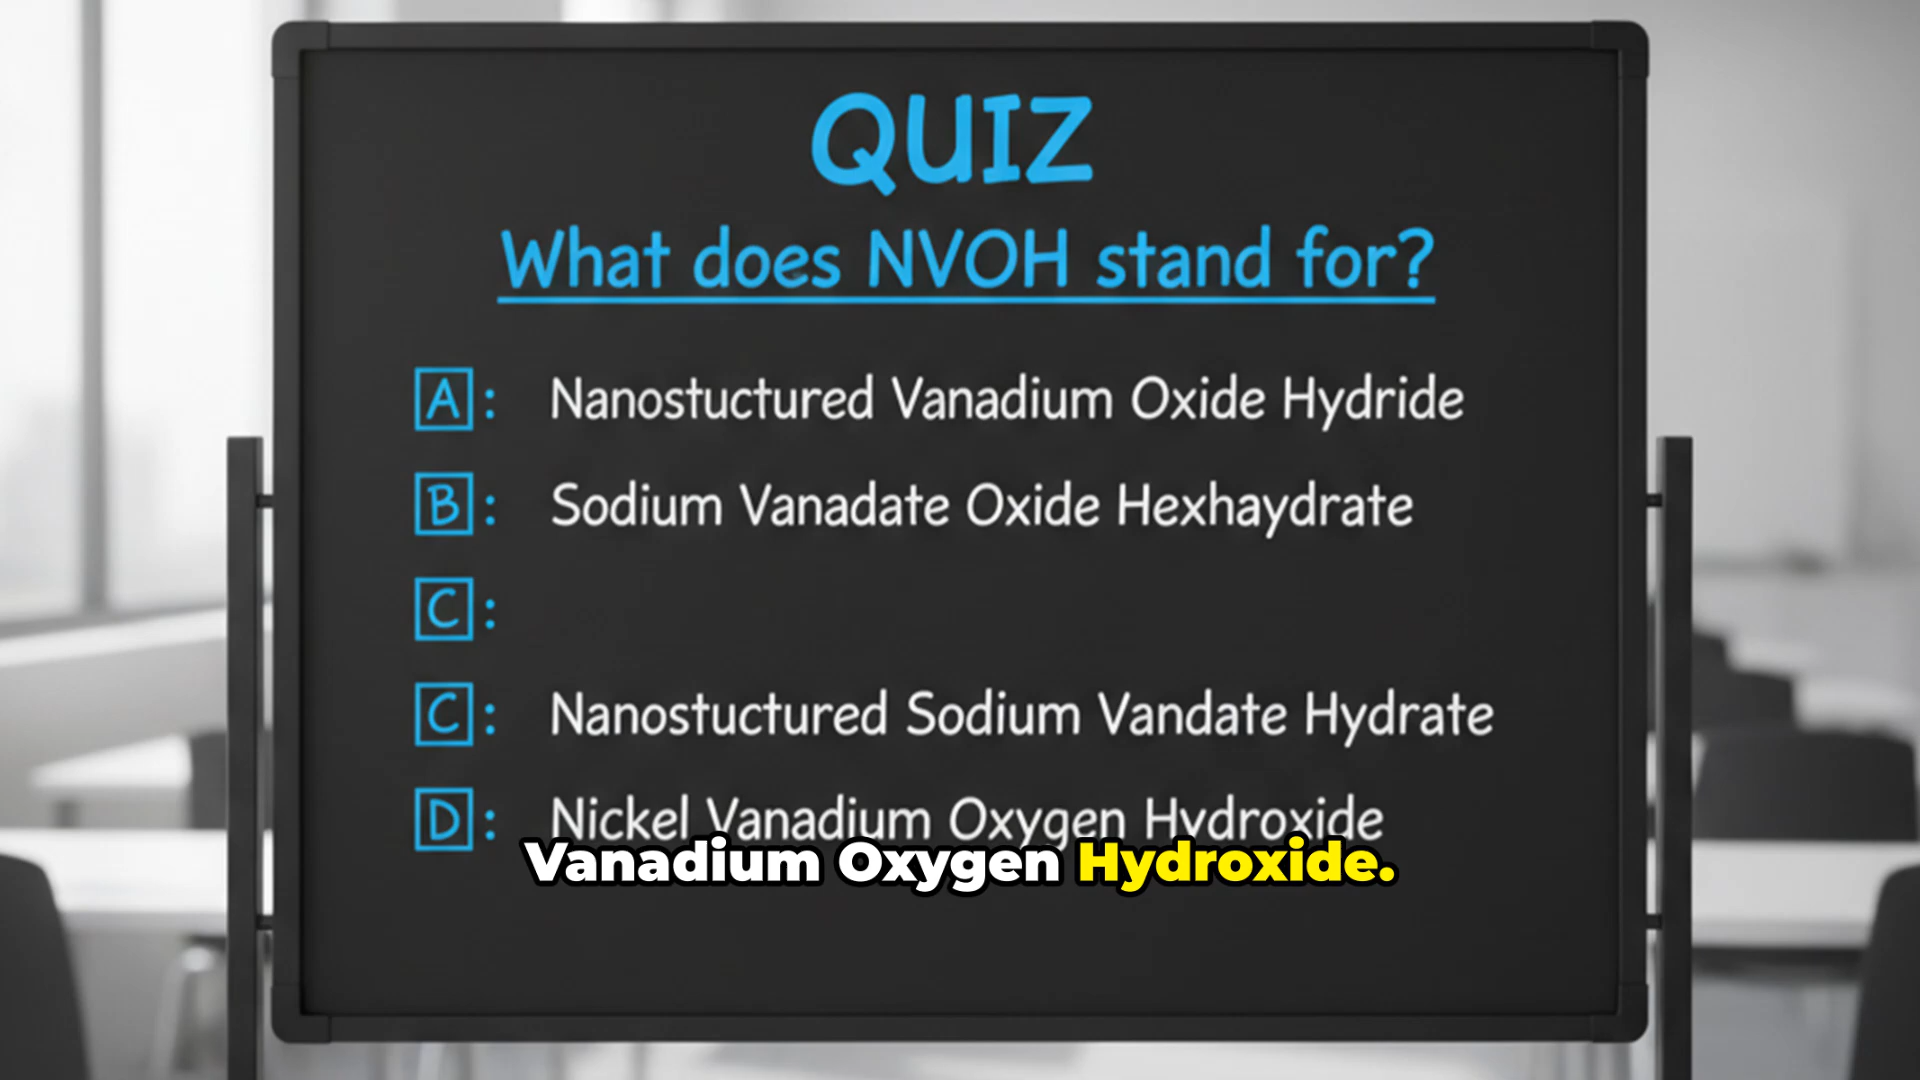 QUIZ
What does NVOH stand for?
A: Nanostuctured Vanadium Oxide Hydride
B: Sodium Vanadate Oxide Hexhaydrate
C:
C: Nanostuctured Sodium Vandate Hydrate
D: Nickel Vanadium Oxygen Hydroxide
Vanadium Oxygen Hydroxide.